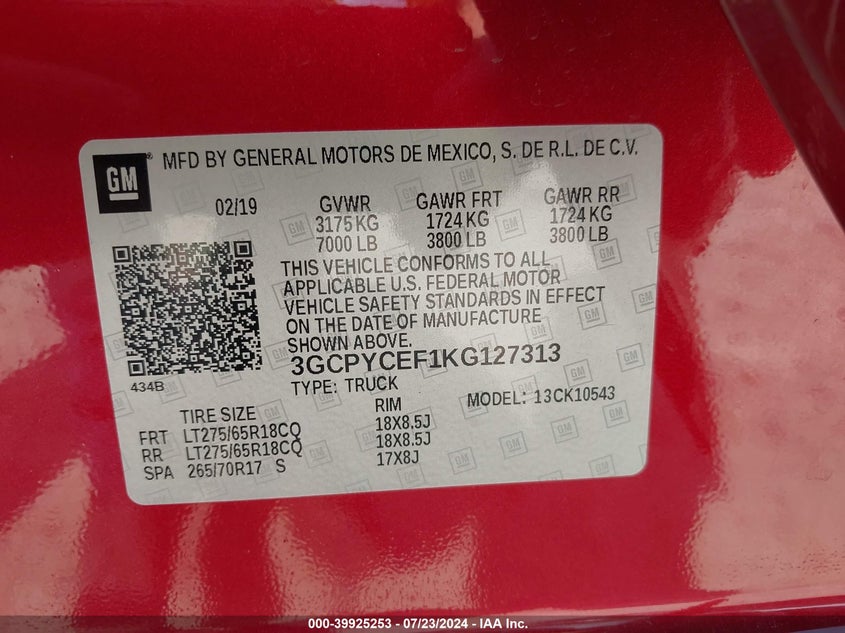 GM
MFD BY GENERAL MOTORS DE MEXICO, S. DE R.L. DE C.V.
02/19 GVWR GAWR FRT GAWR RR
3175 KG 1724 KG 1724 KG
7000 LB 3800 LB 3800 LB
THIS VEHICLE CONFORMS TO ALL
APPLICABLE U.S. FEDERAL MOTOR
VEHICLE SAFETY STANDARDS IN EFFECT
ON THE DATE OF MANUFACTURE
SHOWN ABOVE.
3GCPYCEF1KG127313
434B TYPE: TRUCK MODEL: 13CK10543
TIRE SIZE RIM
FRT LT275/65R18CQ 18X8.5J
RR LT275/65R18CQ 18X8.5J
SPA 265/70R17 S 17X8J
000-39925253 / 07/23/2024 - IAA Inc.